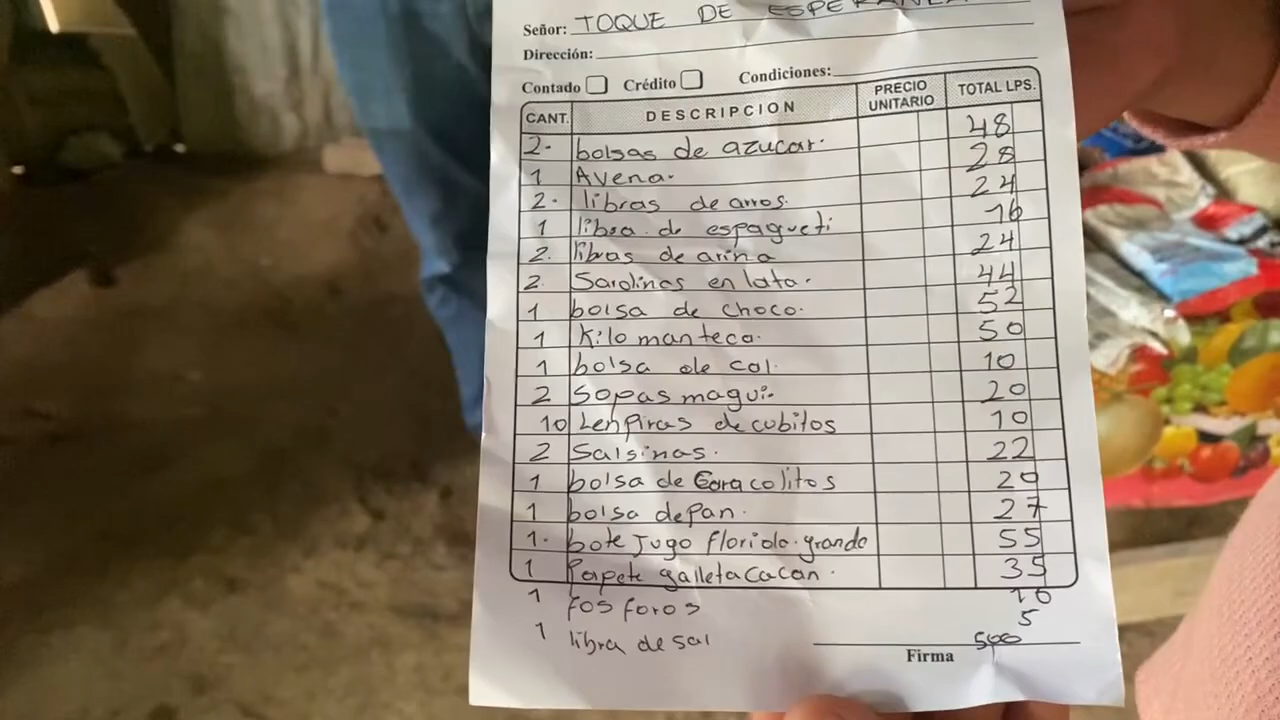 Señor: TOQUE DE ESPERANZA
Dirección:
Contado Crédito Condiciones:
CANT. DESCRIPCION PRECIO UNITARIO TOTAL LPS.
2- bolsas de azucar. 48
1 Avena. 28
2. libras de arros. 24
1 libra de espagueti 16
2. libras de arina 24
2. Sardinas en lata. 44
1 bolsa de choco. 52
1 Kilo manteca. 50
1 bolsa de cal. 10
2 Sopas magui. 20
10 Lenpiras de cubitos 10
2 Salsinas. 22
1 bolsa de Caracolitos 20
1 bolsa de pan. 27
1. bote jugo florida grande 55
1 Papete galleta Cacan. 35
1 fosforos 10
1 libra de sal 5
Firma 500